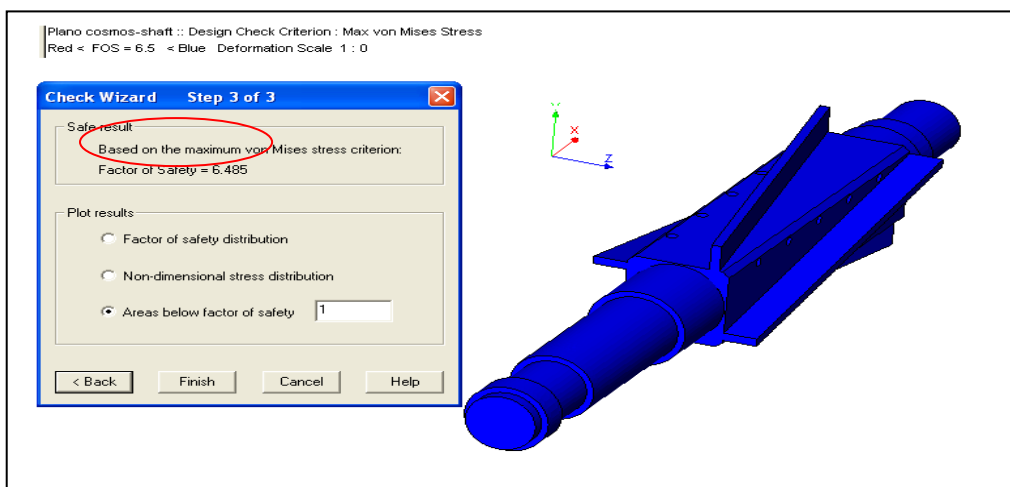 Plano cosmos-shaft :: Design Check Criterion : Max von Mises Stress
Red < FOS = 6.5 < Blue Deformation Scale 1 : 0
Check Wizard Step 3 of 3
Safe result
Based on the maximum von Mises stress criterion:
Factor of Safety = 6.485
Plot results
Factor of safety distribution
Non-dimensional stress distribution
Areas below factor of safety 1
< Back Finish Cancel Help
Y
X
Z